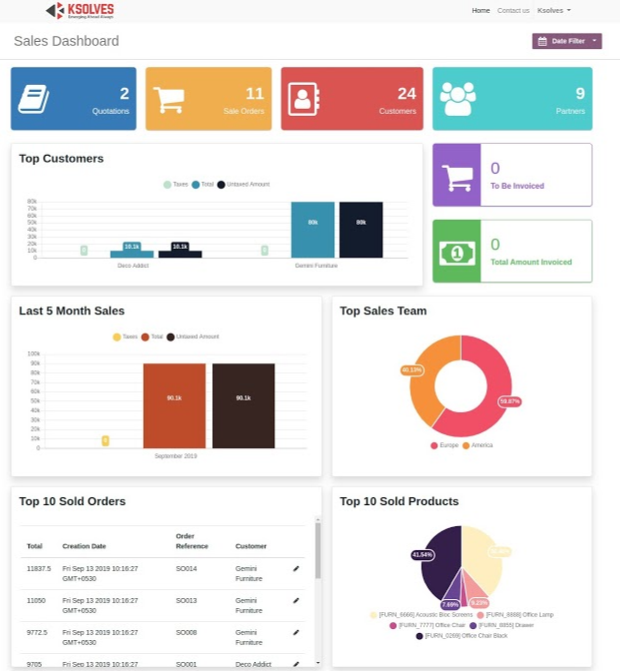 KSOLVES
Home Contact us Ksolves
Sales Dashboard
Date Filter
2
Quotations
11
Sale Orders
24
Customers
9
Partners
Top Customers
Taxes Total Untaxed Amount
80k
70k
60k
50k
40k
30k
20k
10k
0
0
10.1k
10.1k
0
80k
80k
Deco Addict
Gemini Furniture
0
To Be Invoiced
0
Total Amount Invoiced
Last 5 Month Sales
Taxes Total Untaxed Amount
100k
90k
80k
70k
60k
50k
40k
30k
20k
10k
0
0
90.1k
90.1k
September 2019
Top Sales Team
40.13%
59.87%
Europe America
Top 10 Sold Orders
Total Creation Date Order Reference Customer
11837.5 Fri Sep 13 2019 10:16:27 SO014 Gemini
GMT+0530 Furniture
11050 Fri Sep 13 2019 10:16:27 SO013 Gemini
GMT+0530 Furniture
9772.5 Fri Sep 13 2019 10:16:27 SO008 Gemini
GMT+0530 Furniture
9705 Fri Sep 13 2019 10:16:27 SO001 Deco Addict
Top 10 Sold Products
41.54%
7.69%
9.23%
[FURN_6666] Acoustic Bloc Screens [FURN_8888] Office Lamp
[FURN_7777] Office Chair [FURN_8855] Drawer
[FURN_0269] Office Chair Black